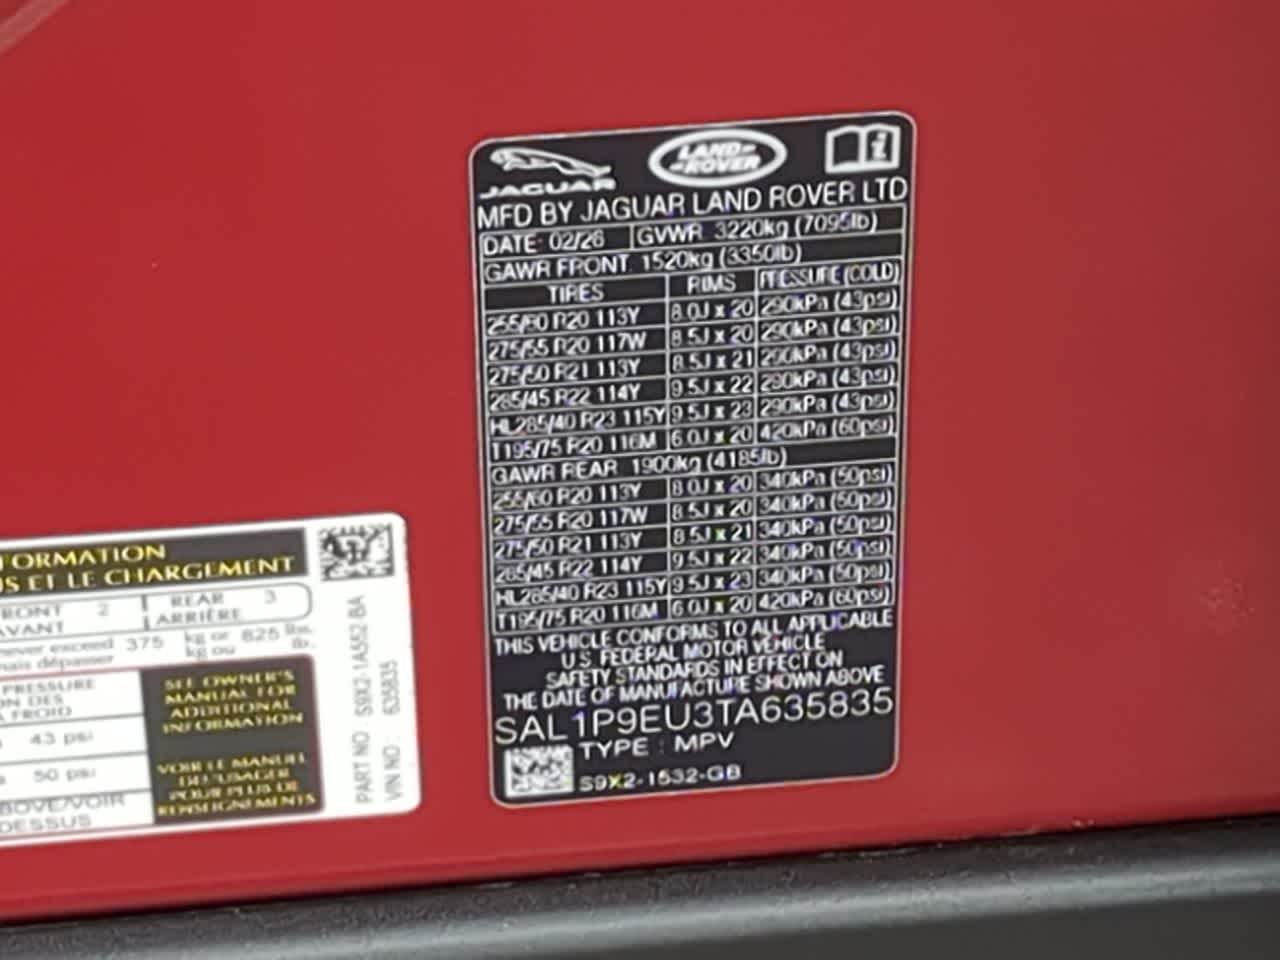 JAGUAR LAND-ROVER
MFD BY JAGUAR LAND ROVER LTD
DATE: 02/26 GVWR 3220kg (7095lb)
GAWR FRONT 1520kg (3350lb)
TIRES RIMS PRESSURE (COLD)
255/60 R20 113Y 8.0J x 20 290kPa (43psi)
275/55 R20 117W 8.5J x 20 290kPa (43psi)
275/50 R21 113Y 8.5J x 21 290kPa (43psi)
285/45 R22 114Y 9.5J x 22 290kPa (43psi)
HL285/40 R23 115Y 9.5J x 23 290kPa (43psi)
T195/75 R20 116M 6.0J x 20 420kPa (60psi)
GAWR REAR 1900kg (4185lb)
255/60 R20 113Y 8.0J x 20 340kPa (50psi)
275/55 R20 117W 8.5J x 20 340kPa (50psi)
275/50 R21 113Y 8.5J x 21 340kPa (50psi)
285/45 R22 114Y 9.5J x 22 340kPa (50psi)
HL285/40 R23 115Y 9.5J x 23 340kPa (50psi)
T195/75 R20 116M 6.0J x 20 420kPa (60psi)
THIS VEHICLE CONFORMS TO ALL APPLICABLE
U.S. FEDERAL MOTOR VEHICLE
SAFETY STANDARDS IN EFFECT ON
THE DATE OF MANUFACTURE SHOWN ABOVE
SAL1P9EU3TA635835
TYPE : MPV
S9X2-1532-GB
FORMATION
S ET LE CHARGEMENT
RONT 2 REAR 3
AVANT ARRIÈRE
never exceed 375 kg or 825 lbs.
mais dépasser kg ou lb.
PRESSURE
ON DES
À FROID
43 psi
50 psi
ABOVE/VOIR
DESSUS
SEE OWNER'S
MANUAL FOR
ADDITIONAL
INFORMATION
VOIR LE MANUEL
DE L'USAGER
POUR PLUS DE
RENSEIGNEMENTS
PART NO : S9X2-1A552-BA
VIN NO : 635835